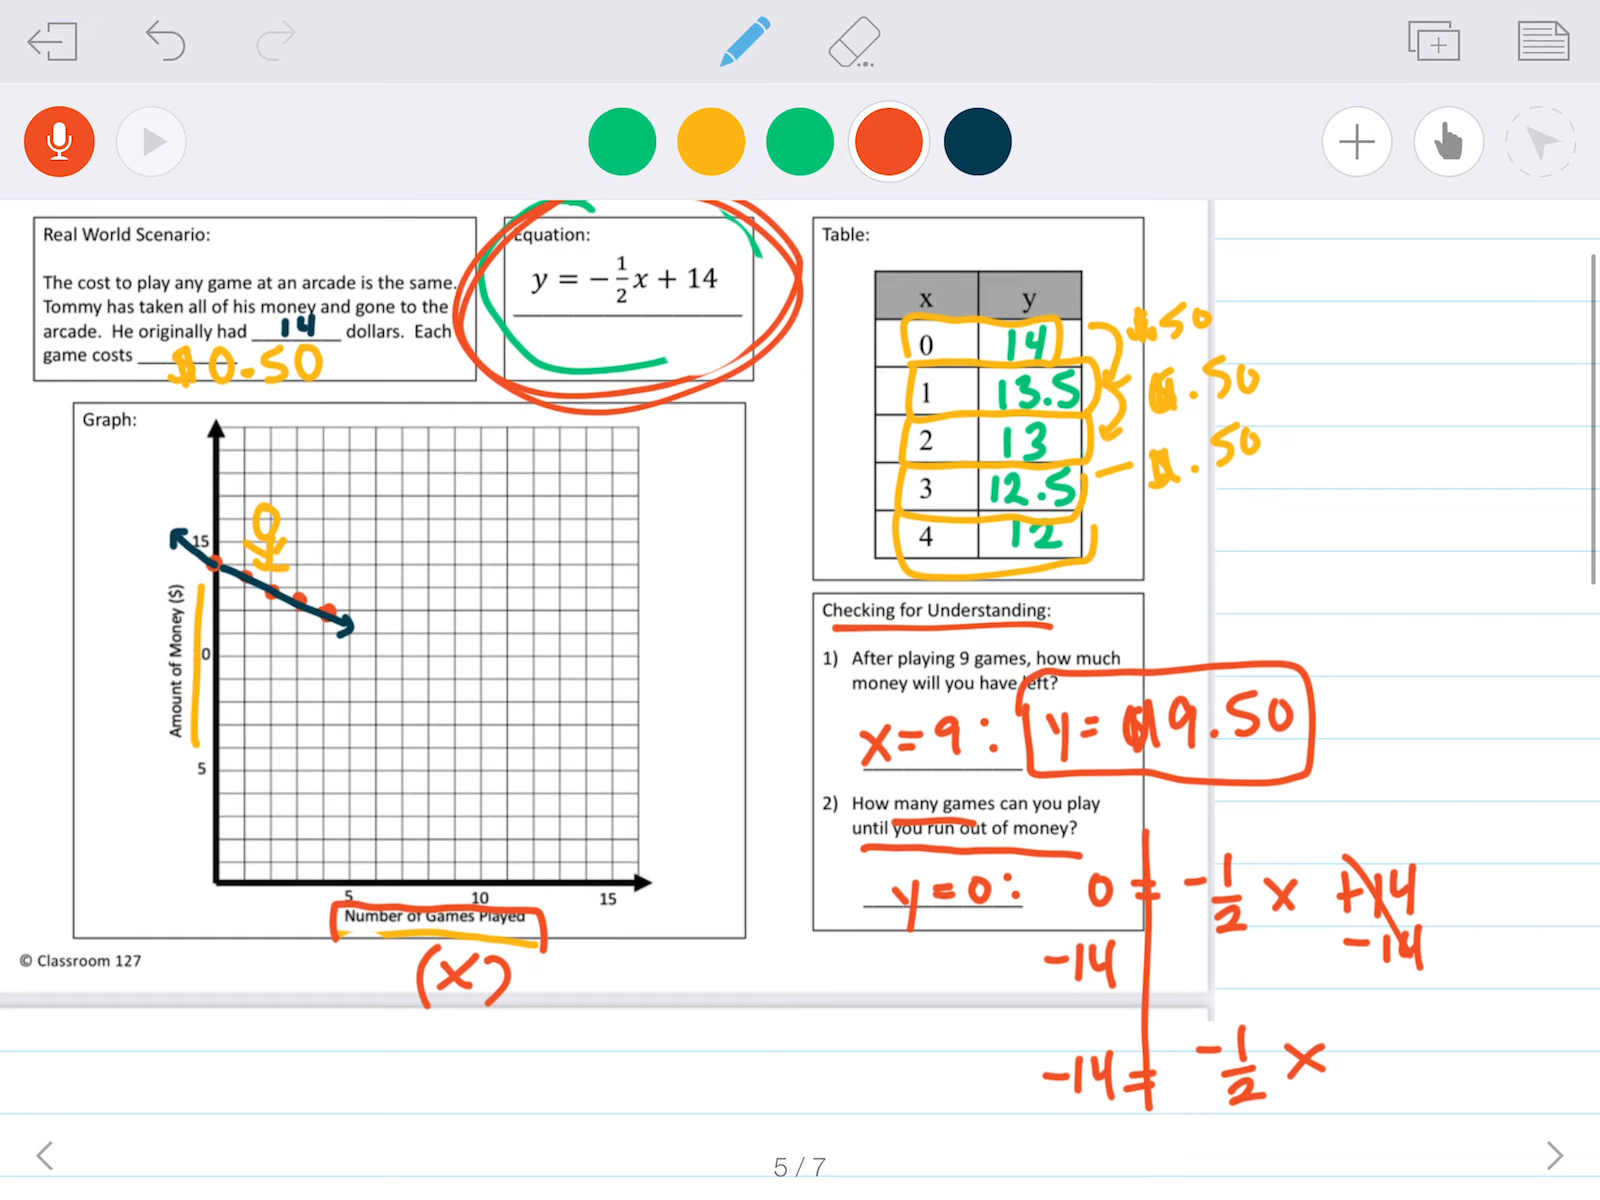 Real World Scenario:
The cost to play any game at an arcade is the same.
Tommy has taken all of his money and gone to the
arcade. He originally had 14 dollars. Each
game costs $0.50
Equation:
y = -1/2x + 14
Table:
x y
0 14
1 13.5
2 13
3 12.5
4 12
.50
.50
- .50
Graph:
15
0
5
Amount of Money ($)
5 10 15
Number of Games Played
(x)
© Classroom 127
Checking for Understanding:
1) After playing 9 games, how much
money will you have left?
x=9: y= $9.50
2) How many games can you play
until you run out of money?
y=0: 0 = -1/2 x +14
-14 -14
-14 = -1/2 x
5 / 7